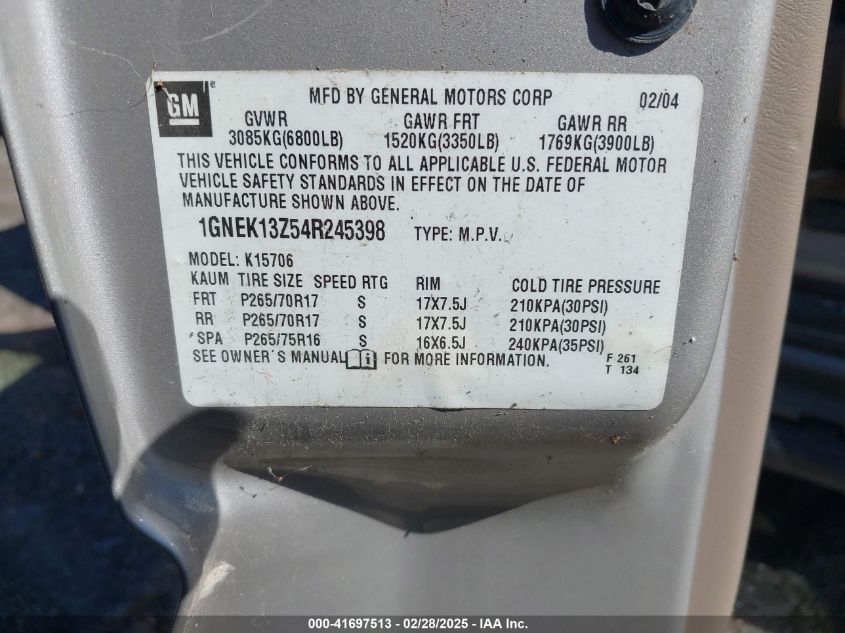 GM
MFD BY GENERAL MOTORS CORP 02/04
GVWR GAWR FRT GAWR RR
3085KG(6800LB) 1520KG(3350LB) 1769KG(3900LB)
THIS VEHICLE CONFORMS TO ALL APPLICABLE U.S. FEDERAL MOTOR
VEHICLE SAFETY STANDARDS IN EFFECT ON THE DATE OF
MANUFACTURE SHOWN ABOVE.
1GNEK13Z54R245398 TYPE: M.P.V.
MODEL: K15706
KAUM TIRE SIZE SPEED RTG RIM COLD TIRE PRESSURE
FRT P265/70R17 S 17X7.5J 210KPA(30PSI)
RR P265/70R17 S 17X7.5J 210KPA(30PSI)
SPA P265/75R16 S 16X6.5J 240KPA(35PSI)
SEE OWNER'S MANUAL FOR MORE INFORMATION.
F 261
T 134
000-41697513 / 02/28/2025 - IAA Inc.